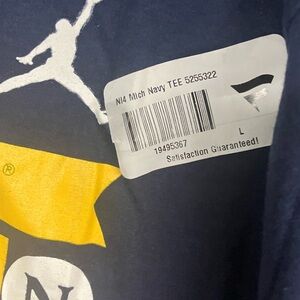 NI4 Mich Navy TEE 5255322
19495367
L
Satisfaction Guaranteed!
®
N